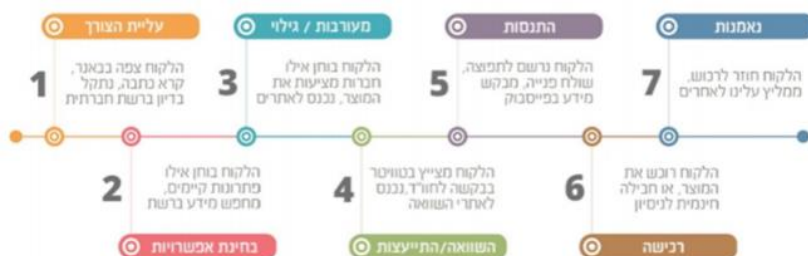 עליית הצורך
1
הלקוח צפה בבאנר,
קרא כתבה, נתקל
בדיון ברשת חברתית
2
הלקוח בוחן אילו
פתרונות קיימים,
מחפש מידע ברשת
בחינת אפשרויות
מעורבות / גילוי
3
הלקוח בוחן אילו
חברות מציעות את
המוצר, נכנס לאתרים
4
הלקוח מצייץ בטוויטר
בבקשה לחוו"ד,נכנס
לאתרי השוואה
השוואה/התייעצות
התנסות
5
הלקוח נרשם לתפוצה,
שולח פנייה, מבקש
מידע בפייסבוק
6
הלקוח רוכש את
המוצר, או חבילה
חינמית לניסיון
רכישה
נאמנות
7
הלקוח חוזר לרכוש,
ממליץ עלינו לאחרים